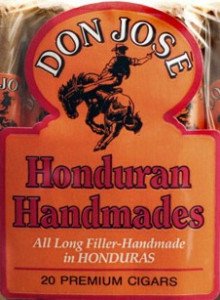 DON JOSE
Honduran
Handmades
All Long Filler-Handmade
in HONDURAS
20 PREMIUM CIGARS